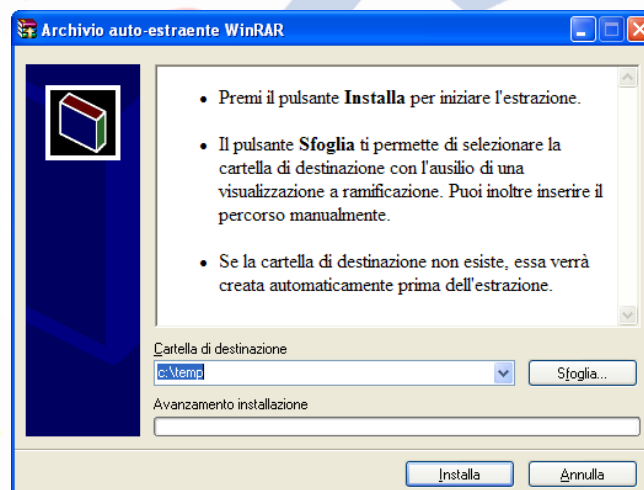 Archivio auto-estraente WinRAR
• Premi il pulsante Installa per iniziare l'estrazione.
• Il pulsante Sfoglia ti permette di selezionare la
cartella di destinazione con l'ausilio di una
visualizzazione a ramificazione. Puoi inoltre inserire il
percorso manualmente.
• Se la cartella di destinazione non esiste, essa verrà
creata automaticamente prima dell'estrazione.
Cartella di destinazione
c:\temp
Sfoglia...
Avanzamento installazione
Installa
Annulla